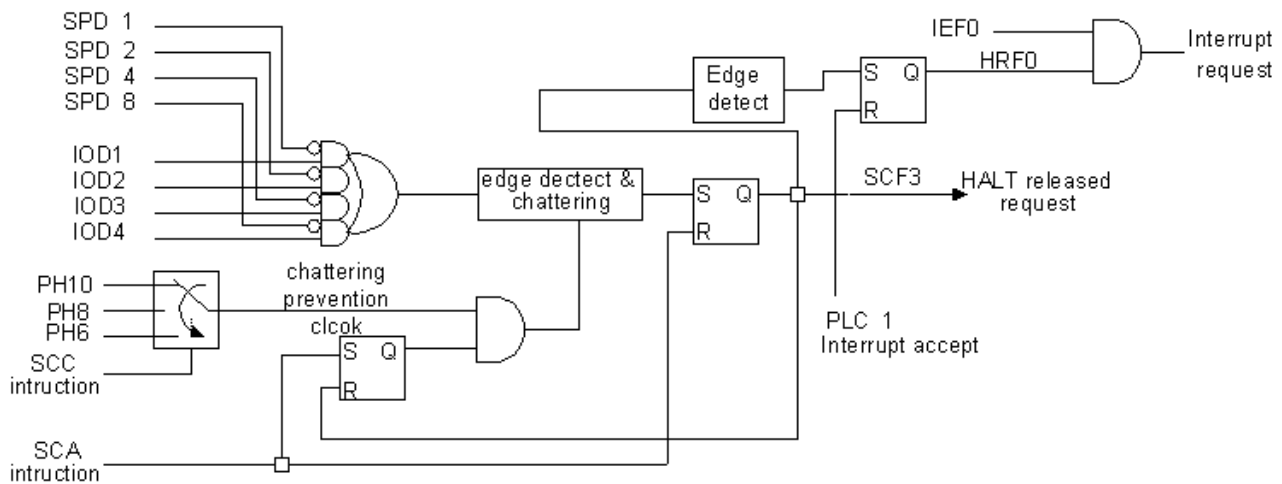 SPD 1
SPD 2
SPD 4
SPD 8
IOD1
IOD2
IOD3
IOD4
PH10
PH8
PH6
SCC
intruction
SCA
intruction
chattering
prevention
clcok
S Q
R
edge dectect &
chattering
S Q
R
Edge
detect
S Q
R
IEF0
HRF0
Interrupt
request
SCF3
HALT released
request
PLC 1
Interrupt accept